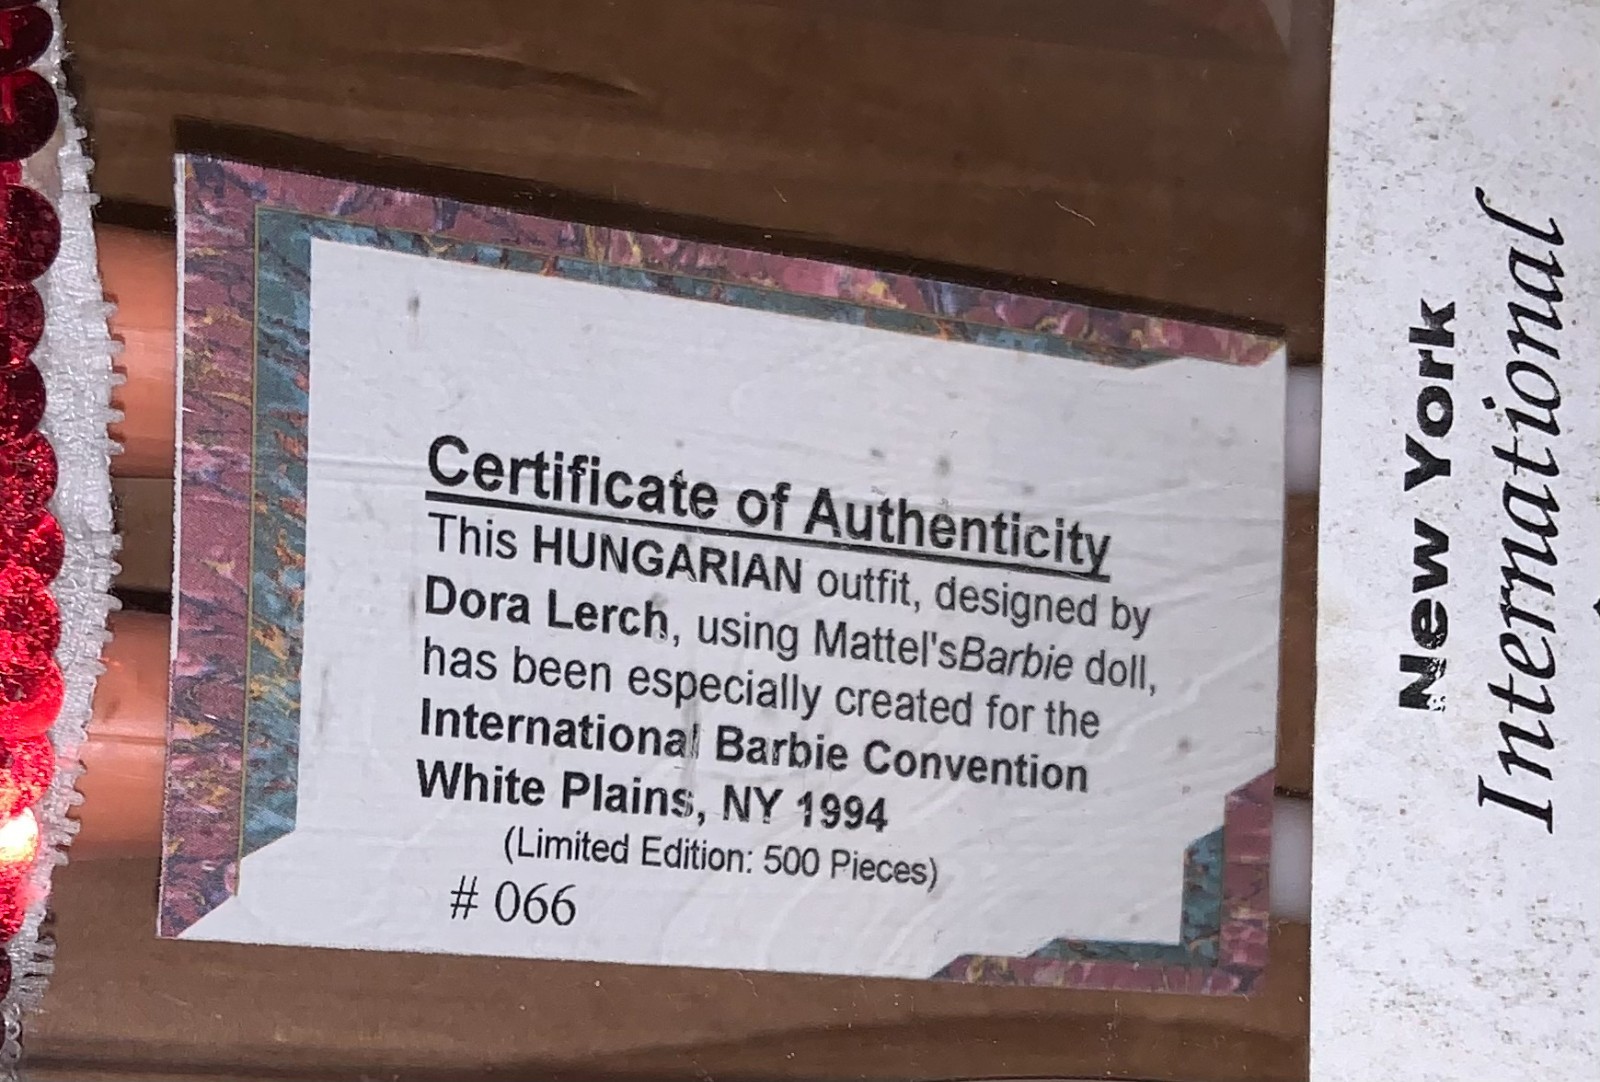 Certificate of Authenticity
This HUNGARIAN outfit, designed by
Dora Lerch, using Mattel'sBarbie doll,
has been especially created for the
International Barbie Convention
White Plains, NY 1994
(Limited Edition: 500 Pieces)
# 066
New York
International